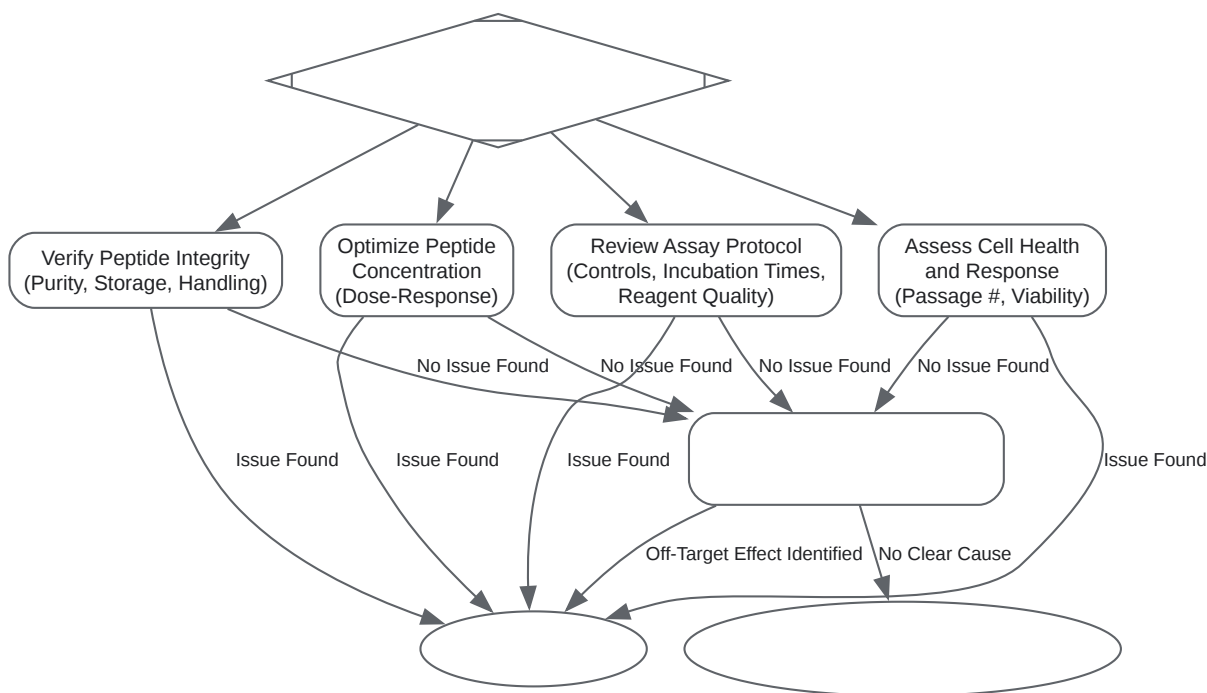 Verify Peptide Integrity
(Purity, Storage, Handling)
Optimize Peptide
Concentration
(Dose-Response)
Review Assay Protocol
(Controls, Incubation Times,
Reagent Quality)
Assess Cell Health
and Response
(Passage #, Viability)
No Issue Found
No Issue Found
No Issue Found
No Issue Found
Issue Found
Issue Found
Issue Found
Issue Found
Off-Target Effect Identified
No Clear Cause